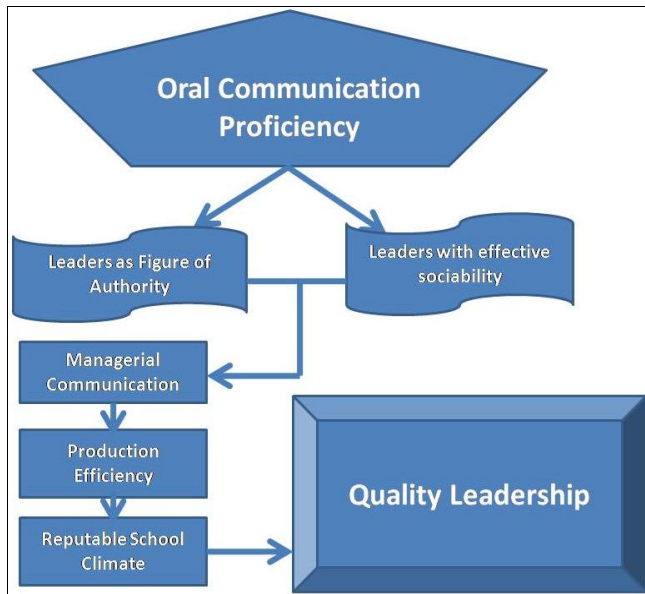 Oral Communication
Proficiency
Leaders as Figure of
Authority
Leaders with effective
sociability
Managerial
Communication
Production
Efficiency
Reputable School
Climate
Quality Leadership